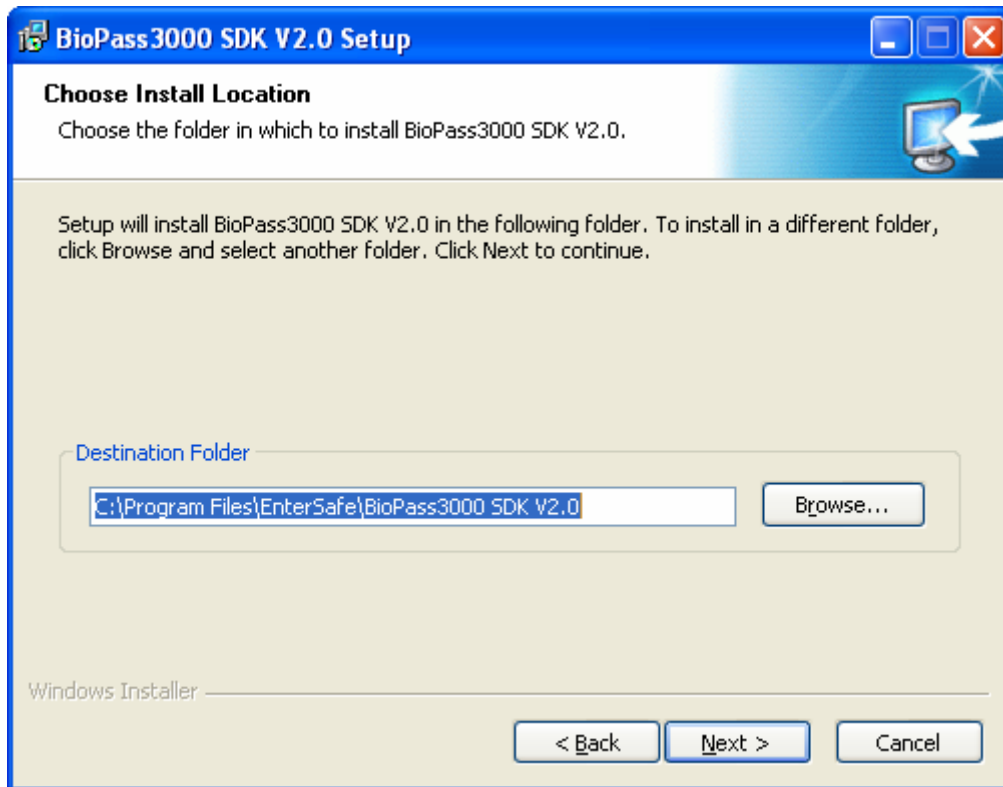 BioPass3000 SDK V2.0 Setup
Choose Install Location
Choose the folder in which to install BioPass3000 SDK V2.0.
Setup will install BioPass3000 SDK V2.0 in the following folder. To install in a different folder,
click Browse and select another folder. Click Next to continue.
Destination Folder
C:\Program Files\EnterSafe\BioPass3000 SDK V2.0
Browse...
Windows Installer
< Back
Next >
Cancel